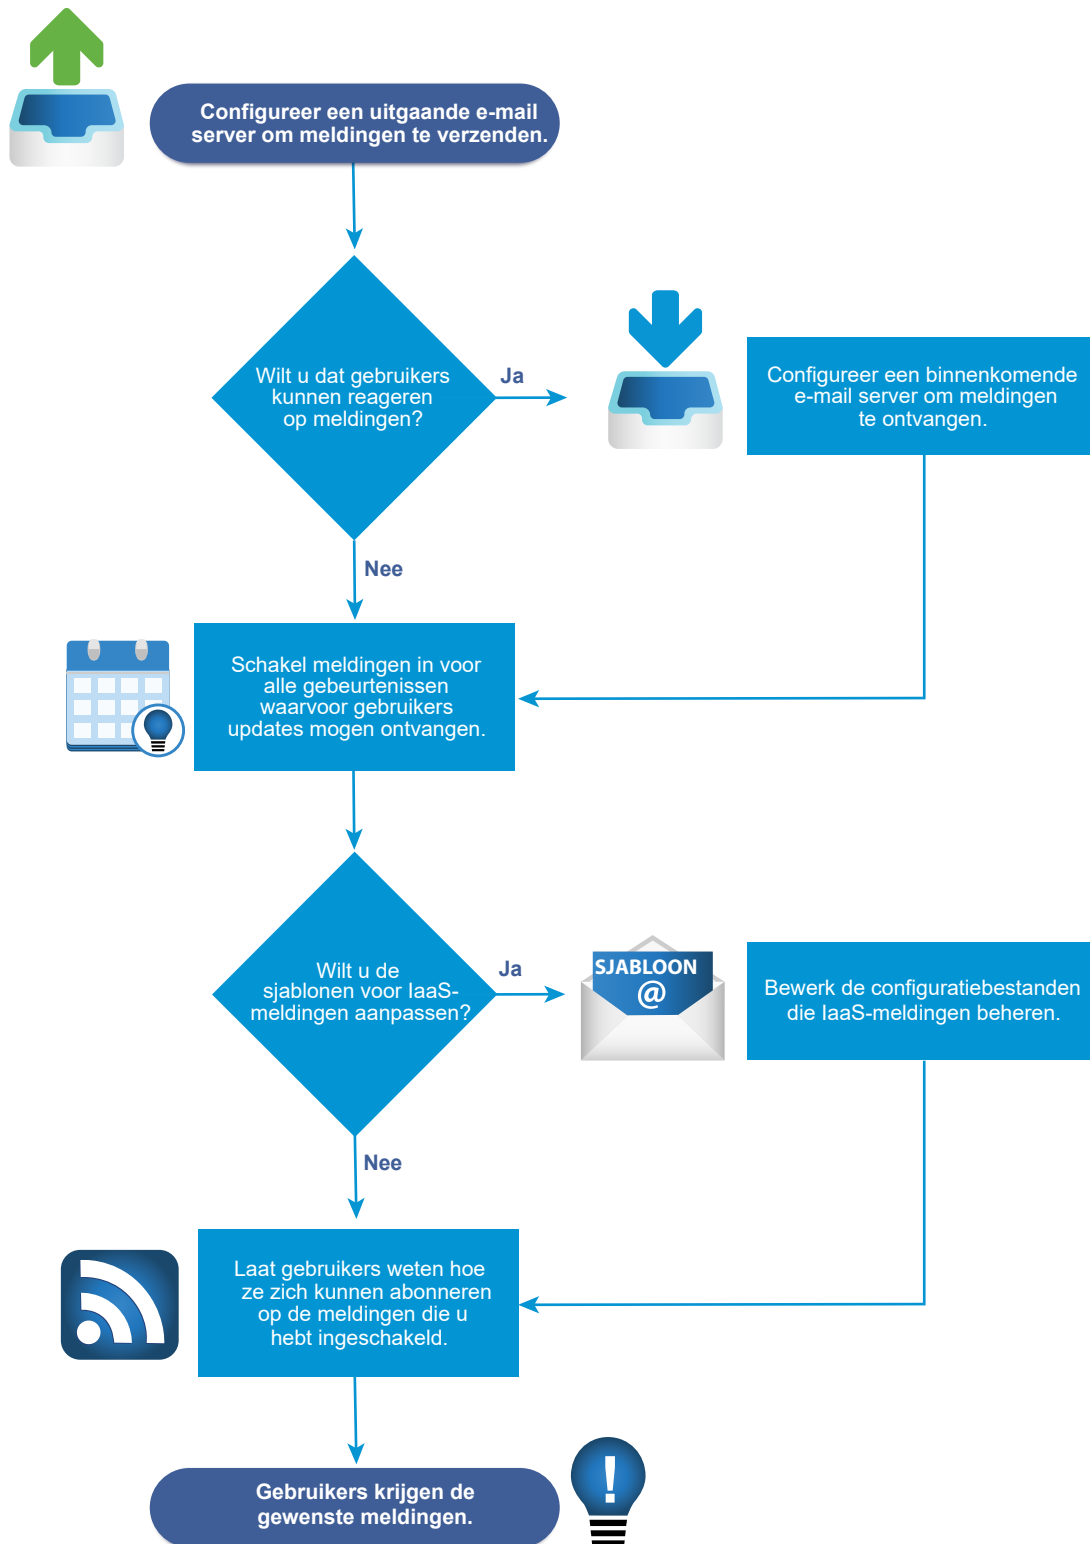 Configureer een uitgaande e-mail
server om meldingen te verzenden.
Wilt u dat gebruikers
kunnen reageren
op meldingen?
Ja
Configureer een binnenkomende
e-mail server om meldingen
te ontvangen.
Nee
Schakel meldingen in voor
alle gebeurtenissen
waarvoor gebruikers
updates mogen ontvangen.
Wilt u de
sjablonen voor IaaS-
meldingen aanpassen?
Ja
SJABLOON
@
Bewerk de configuratiebestanden
die IaaS-meldingen beheren.
Nee
Laat gebruikers weten hoe
ze zich kunnen abonneren
op de meldingen die u
hebt ingeschakeld.
Gebruikers krijgen de
gewenste meldingen.
!